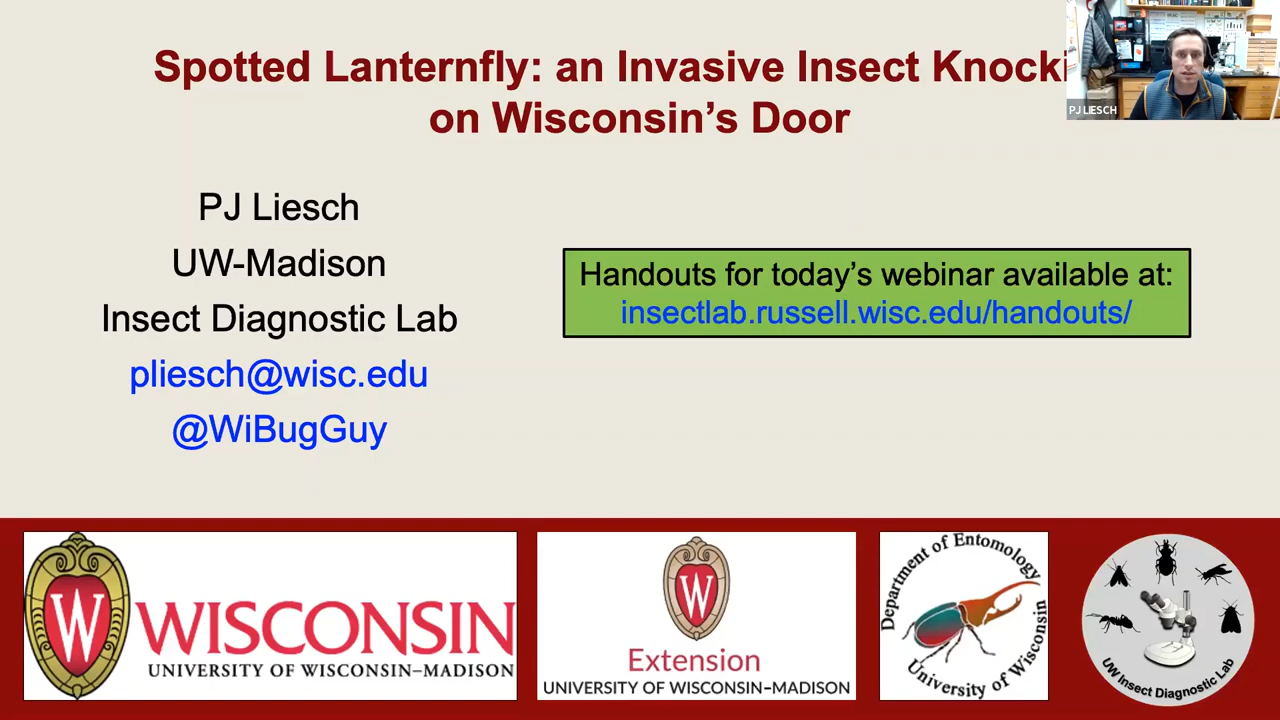 Spotted Lanternfly: an Invasive Insect Knocki
on Wisconsin's Door
PJ LIESCH
PJ Liesch
UW-Madison
Insect Diagnostic Lab
pliesch@wisc.edu
@WiBugGuy
Handouts for today's webinar available at:
insectlab.russell.wisc.edu/handouts/
W
WISCONSIN
UNIVERSITY OF WISCONSIN–MADISON
W
Extension
UNIVERSITY OF WISCONSIN–MADISON
Department of Entomology
University of Wisconsin
UW Insect Diagnostic Lab